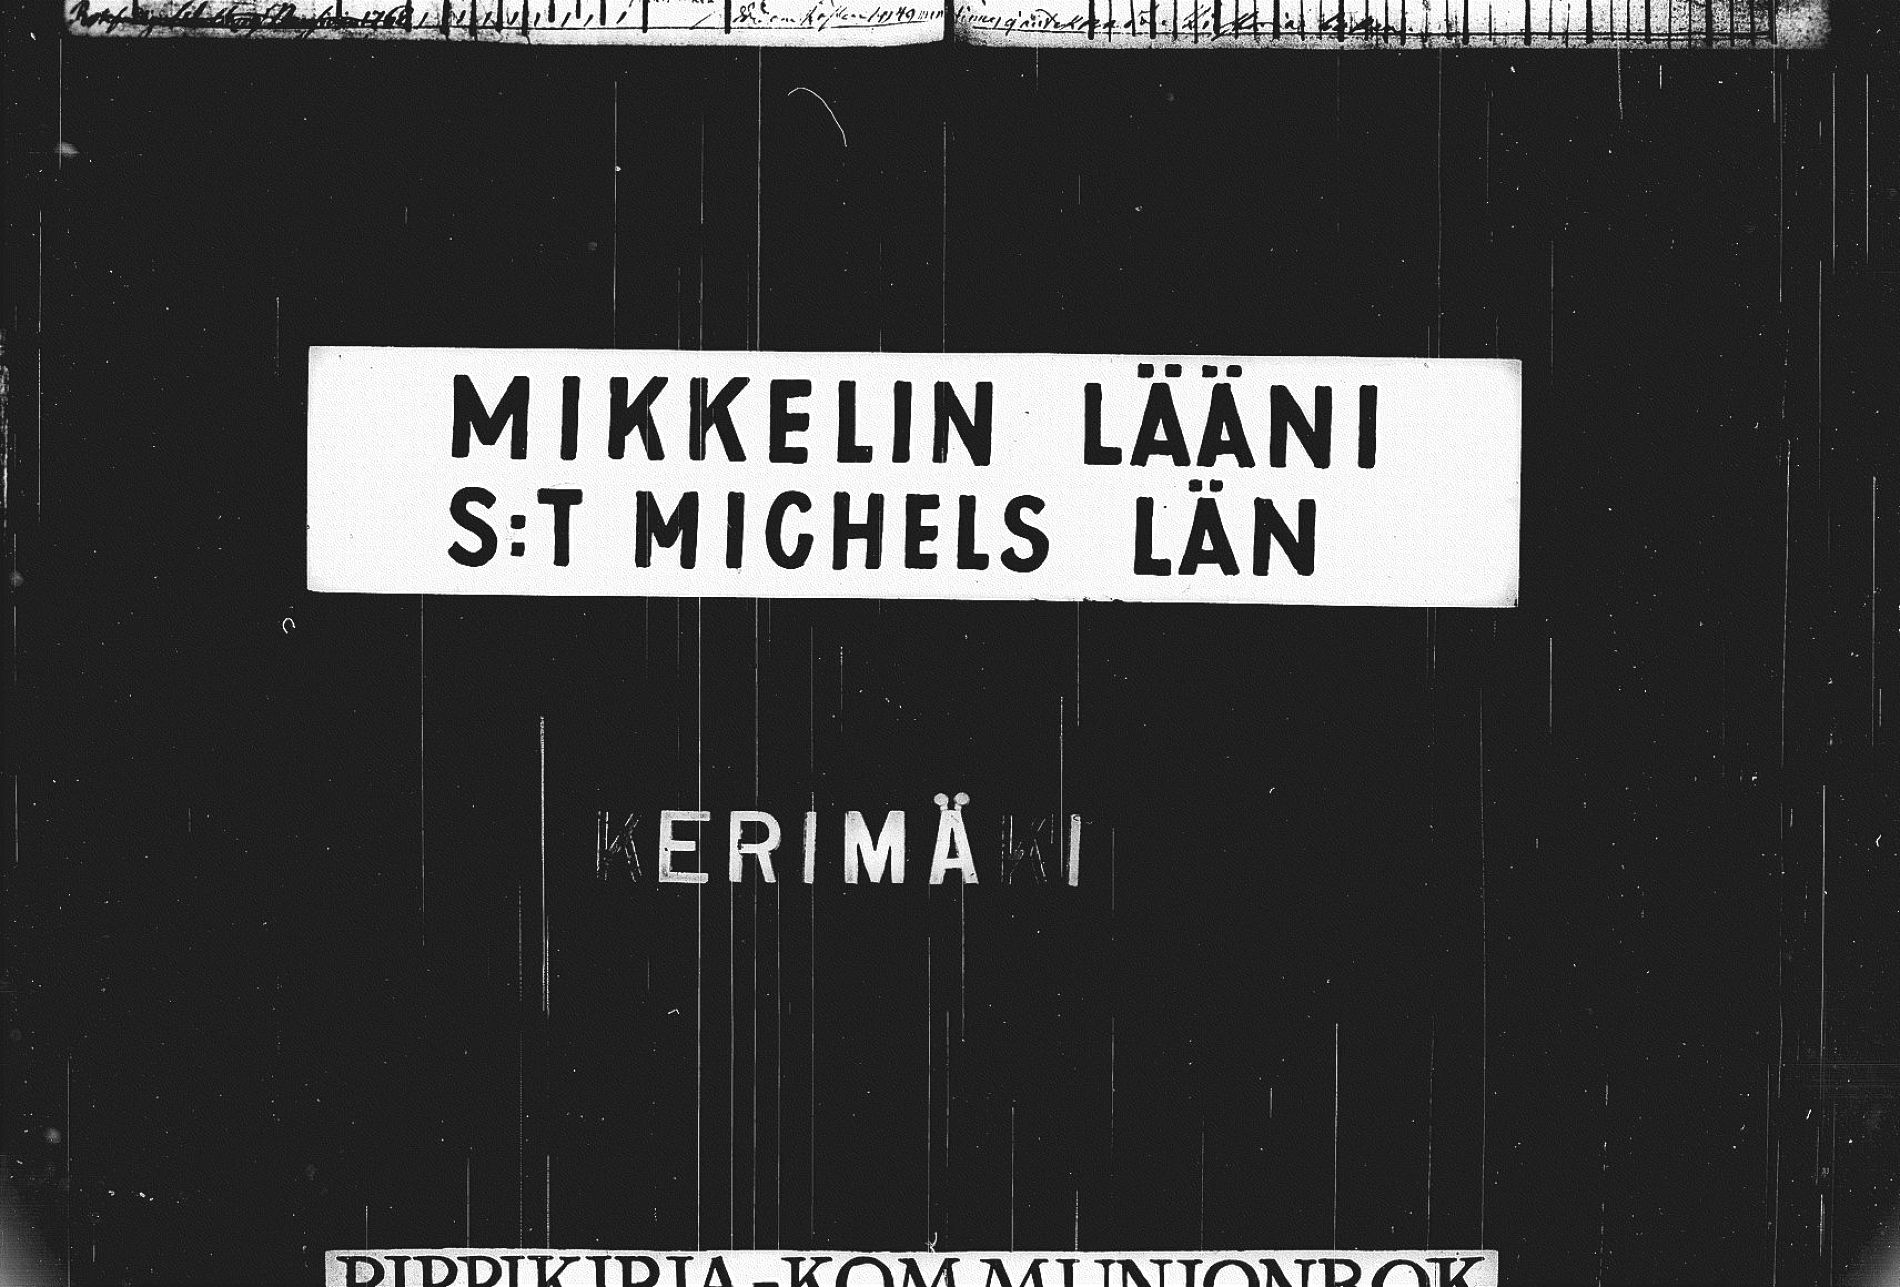 MIKKELIN LÄÄNI
S:T MICHELS LÄN
KERIMÄKI
RIPPIKIRJA-KOMMUNIONBOK